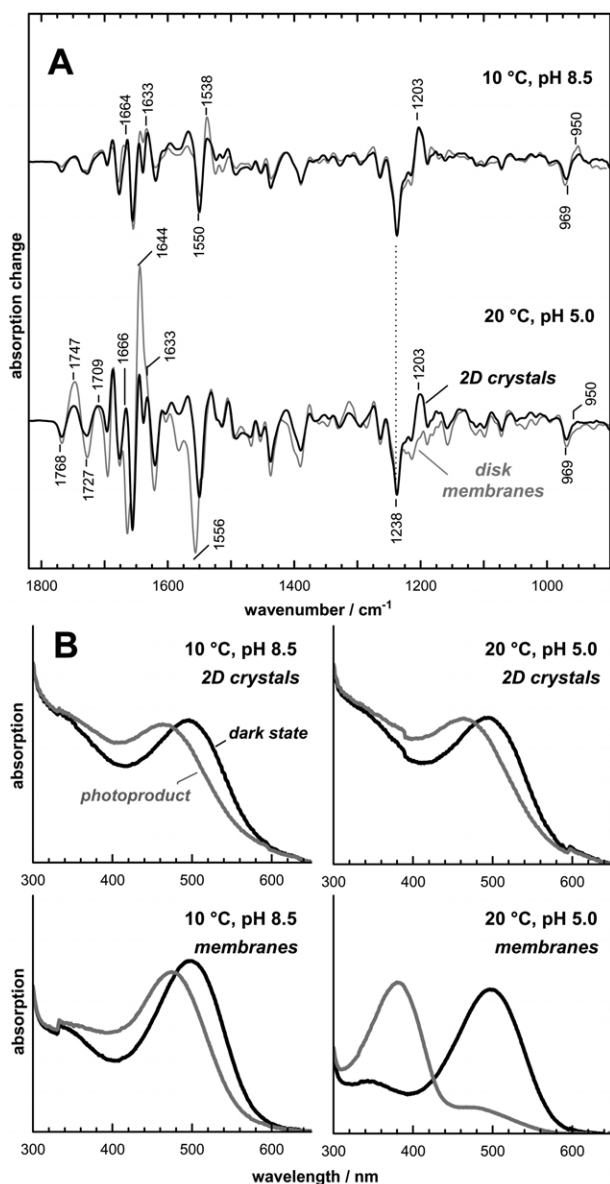 A
10 °C, pH 8.5
1664
1633
1538
1203
950
1550
969
1644
20 °C, pH 5.0
1747
1709
1666
1633
1203
2D crystals
950
disk
membranes
1768
1727
1556
1238
969
absorption change
1800
1600
1400
1200
1000
wavenumber / cm-1
B
10 °C, pH 8.5
2D crystals
dark state
photoproduct
absorption
300
400
500
600
20 °C, pH 5.0
2D crystals
300
400
500
600
10 °C, pH 8.5
membranes
absorption
300
400
500
600
20 °C, pH 5.0
membranes
300
400
500
600
wavelength / nm